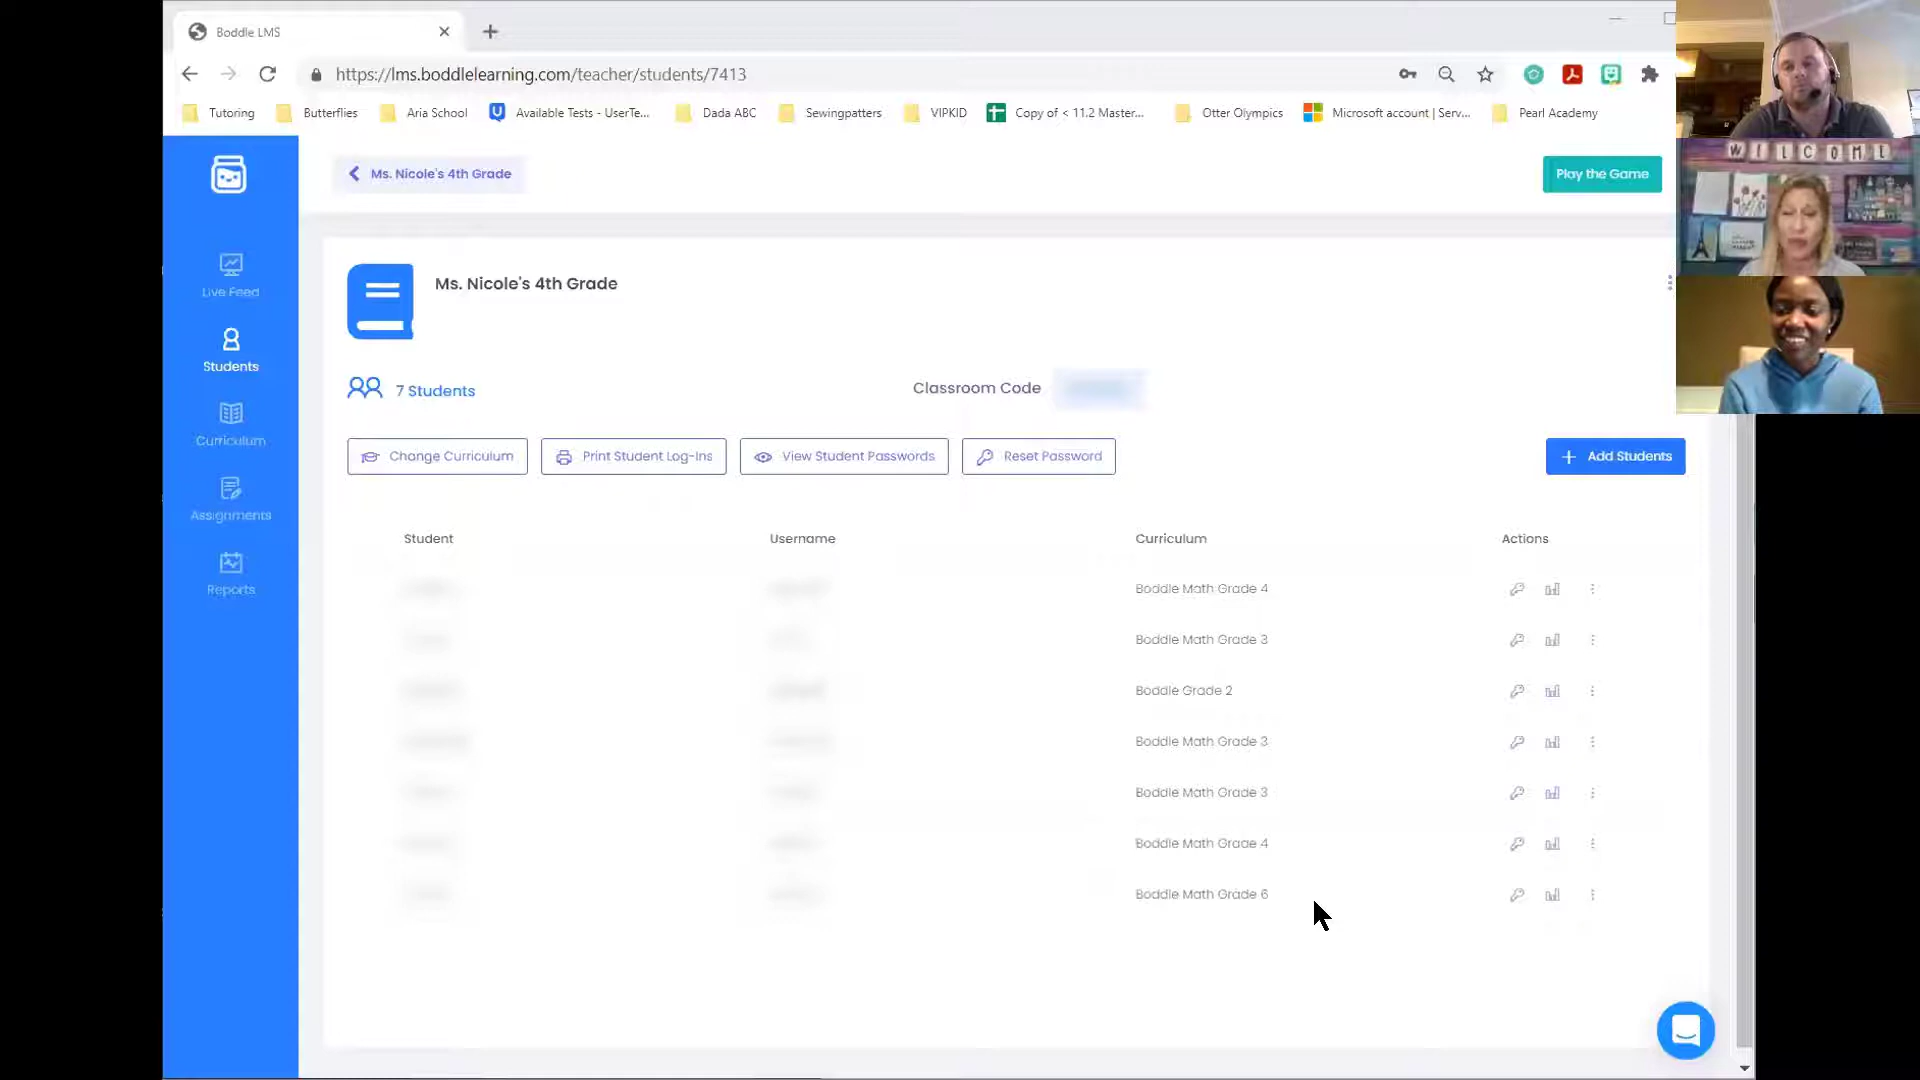 Boddle LMS
https://lms.boddlelearning.com/teacher/students/7413
Tutoring Butterflies Aria School Available Tests - UserTe... Dada ABC Sewingpatters VIPKID Copy of < 11.2 Master... Otter Olympics Microsoft account | Serv... Pearl Academy
Ms. Nicole's 4th Grade Play the Game
WELCOME
Ms. Nicole's 4th Grade
Live Feed
Students
Curriculum
Assignments
Reports
7 Students Classroom Code
Change Curriculum Print Student Log-Ins View Student Passwords Reset Password + Add Students
Student Username Curriculum Actions
Boddle Math Grade 4
Boddle Math Grade 3
Boddle Grade 2
Boddle Math Grade 3
Boddle Math Grade 3
Boddle Math Grade 4
Boddle Math Grade 6